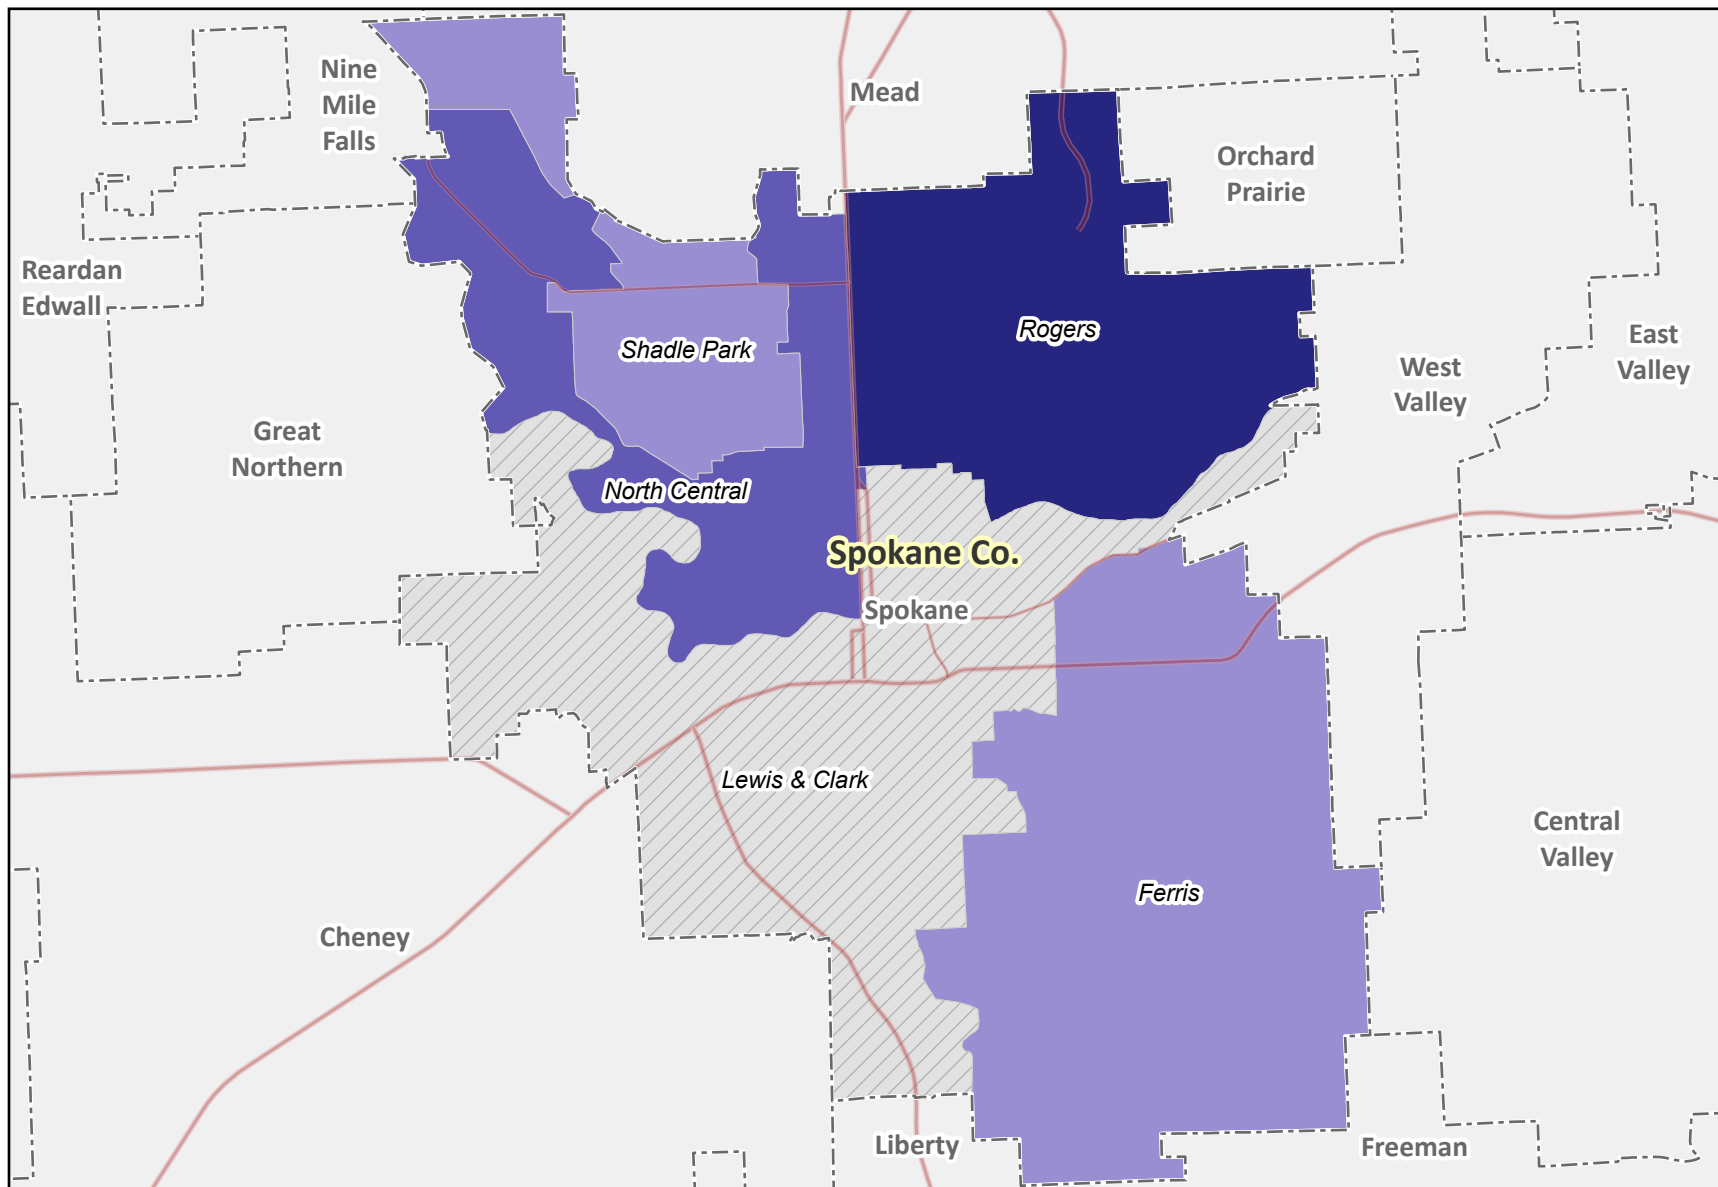 Nine
Mile
Falls
Mead
Orchard
Prairie
Reardan
Edwall
Shadle Park
Rogers
East
Valley
West
Valley
Great
Northern
North Central
Spokane Co.
Spokane
Lewis & Clark
Central
Valley
Ferris
Cheney
Liberty
Freeman